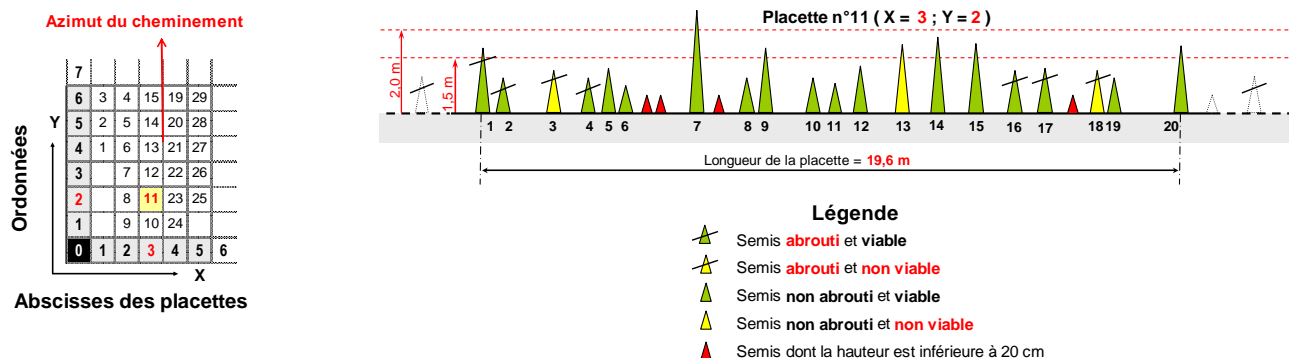 Azimut du cheminement
7
6 3 4 15 19 29
Y 5 2 5 14 20 28
4 1 6 13 21 27
3 7 12 22 26
2 8 11 23 25
1 9 10 24
0 1 2 3 4 5 6
X
Ordonnées
Abscisses des placettes
Placette n°11 ( X = 3 ; Y = 2 )
2,0 m
1,5 m
1 2 3 4 5 6 7 8 9 10 11 12 13 14 15 16 17 18 19 20
Longueur de la placette = 19,6 m
Légende
Semis abrouti et viable
Semis abrouti et non viable
Semis non abrouti et viable
Semis non abrouti et non viable
Semis dont la hauteur est inférieure à 20 cm